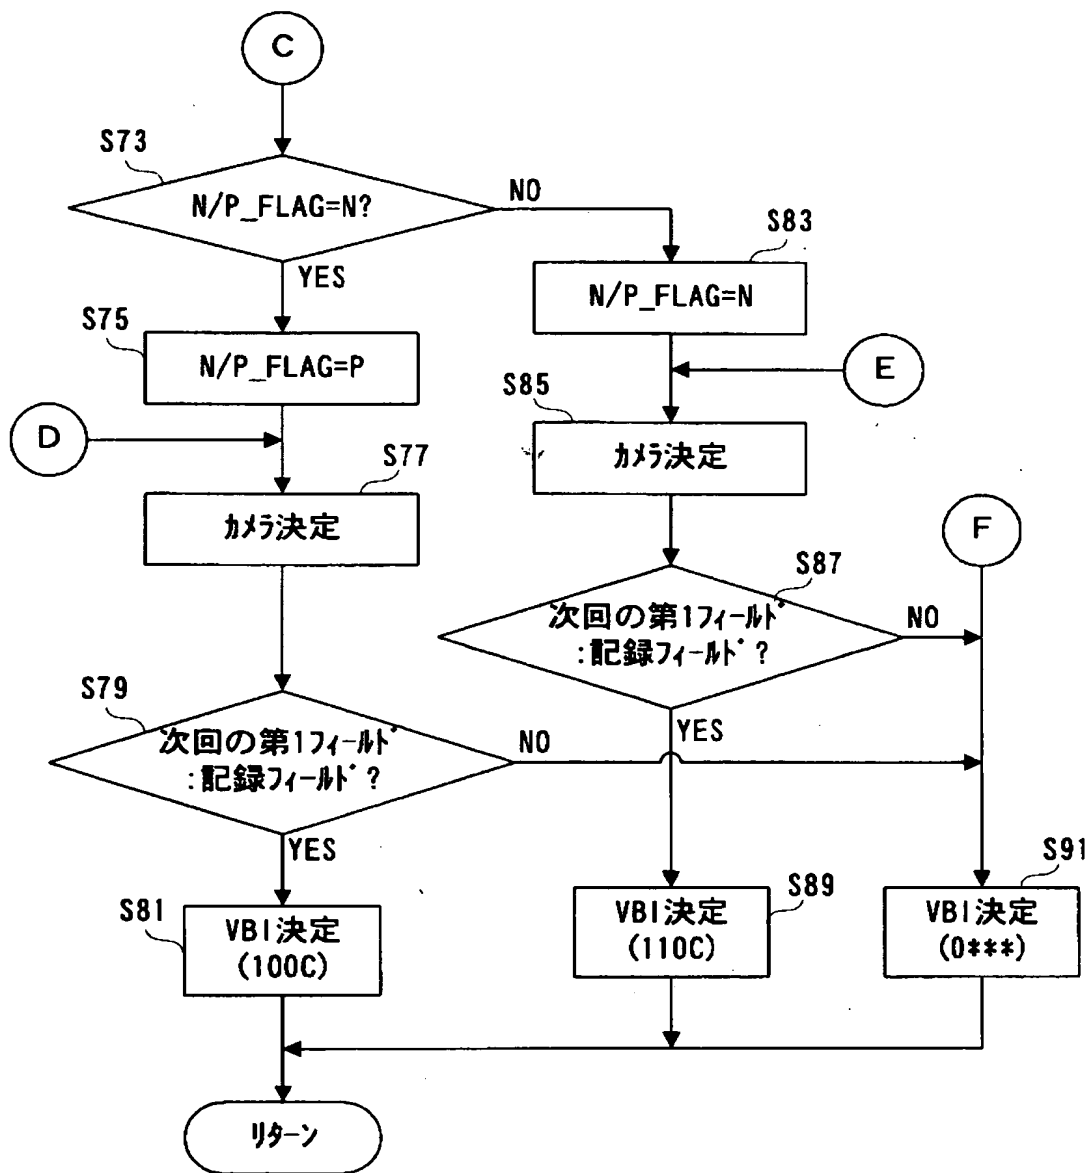 C
S73
N/P_FLAG=N?
NO
YES
S83
N/P_FLAG=N
S75
N/P_FLAG=P
E
D
S85
カメラ決定
S77
カメラ決定
F
S87
次回の第1フィールド
:記録フィールド?
NO
YES
S79
次回の第1フィールド
:記録フィールド?
NO
YES
S81
VBI決定
(100C)
S89
VBI決定
(110C)
S91
VBI決定
(0***)
リターン